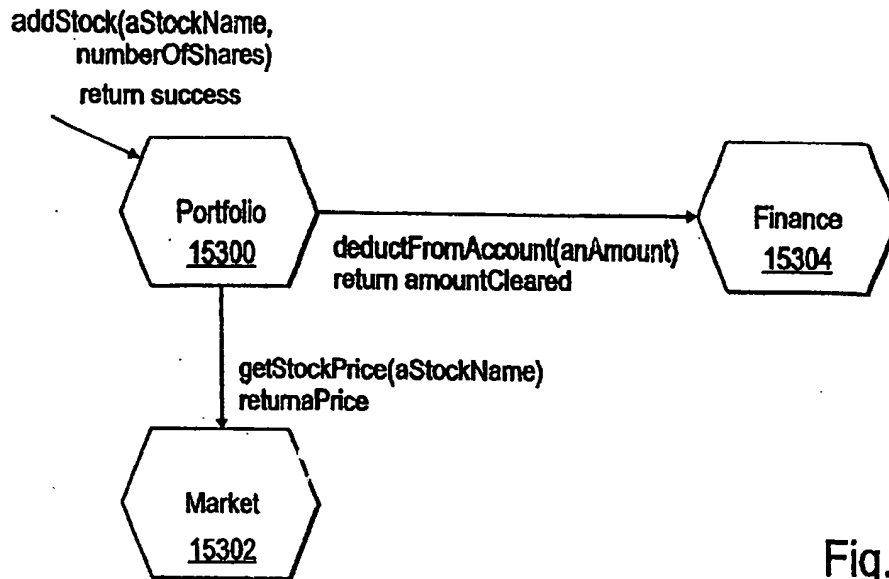 addStock(aStockName,
numberOfShares)
return success
Portfolio
15300
Finance
15304
deductFromAccount(anAmount)
return amountCleared
getStockPrice(aStockName)
returnaPrice
Market
15302
Fig.